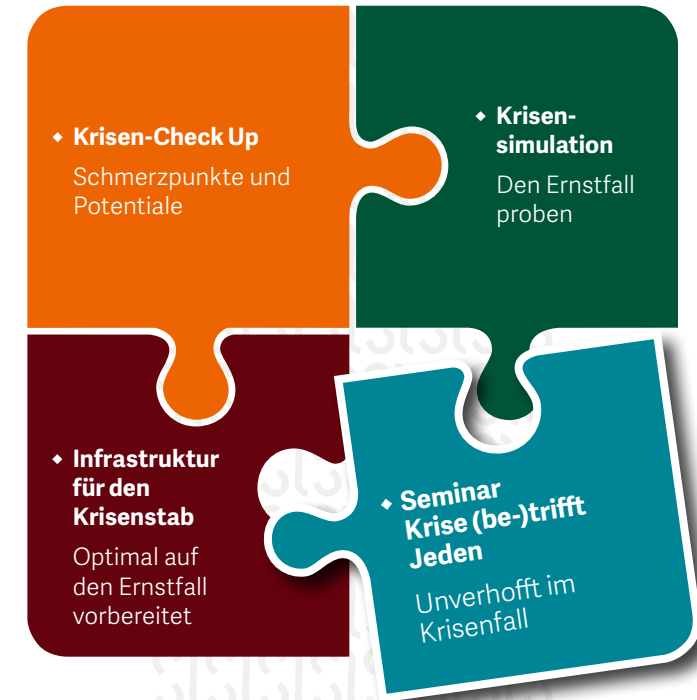 ◆ Krisen-Check Up
Schmerzpunkte und
Potentiale
◆ Krisen-
simulation
Den Ernstfall
proben
◆ Infrastruktur
für den
Krisenstab
Optimal auf
den Ernstfall
vorbereitet
◆ Seminar
Krise (be-)trifft
Jeden
Unverhofft im
Krisenfall